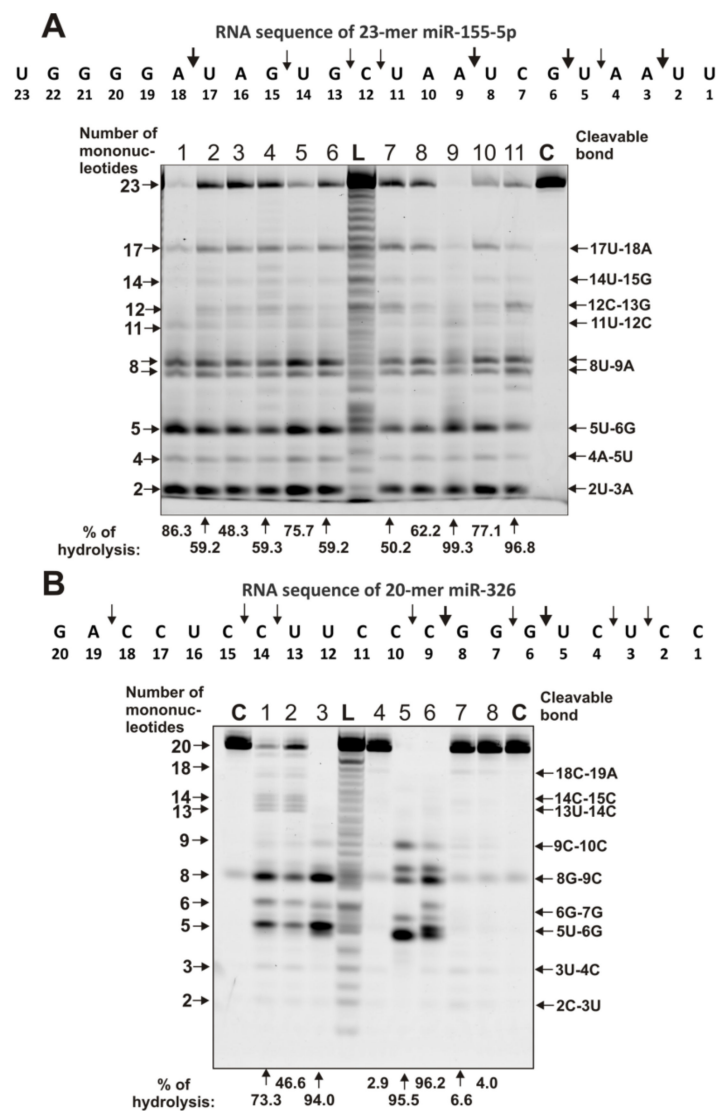 A
RNA sequence of 23-mer miR-155-5p
U G G G G A U A G U G C U A A U C G U A A U U
23 22 21 20 19 18 17 16 15 14 13 12 11 10 9 8 7 6 5 4 3 2 1
Number of
mononuc-
leotides
1 2 3 4 5 6 L 7 8 9 10 11 C
Cleavable
bond
23
17 17U-18A
14 14U-15G
12 12C-13G
11 11U-12C
8 8U-9A
5 5U-6G
4 4A-5U
2 2U-3A
% of
hydrolysis:
86.3 59.2 48.3 59.3 75.7 59.2 50.2 62.2 99.3 77.1 96.8
B
RNA sequence of 20-mer miR-326
G A C C U C C U U C C C G G G U C U C C
20 19 18 17 16 15 14 13 12 11 10 9 8 7 6 5 4 3 2 1
Number of
mononuc-
leotides
C 1 2 3 L 4 5 6 7 8 C
Cleavable
bond
20
18 18C-19A
14 14C-15C
13 13U-14C
9 9C-10C
8 8G-9C
6 6G-7G
5 5U-6G
3 3U-4C
2 2C-3U
% of
hydrolysis:
73.3 46.6 94.0 2.9 95.5 96.2 6.6 4.0